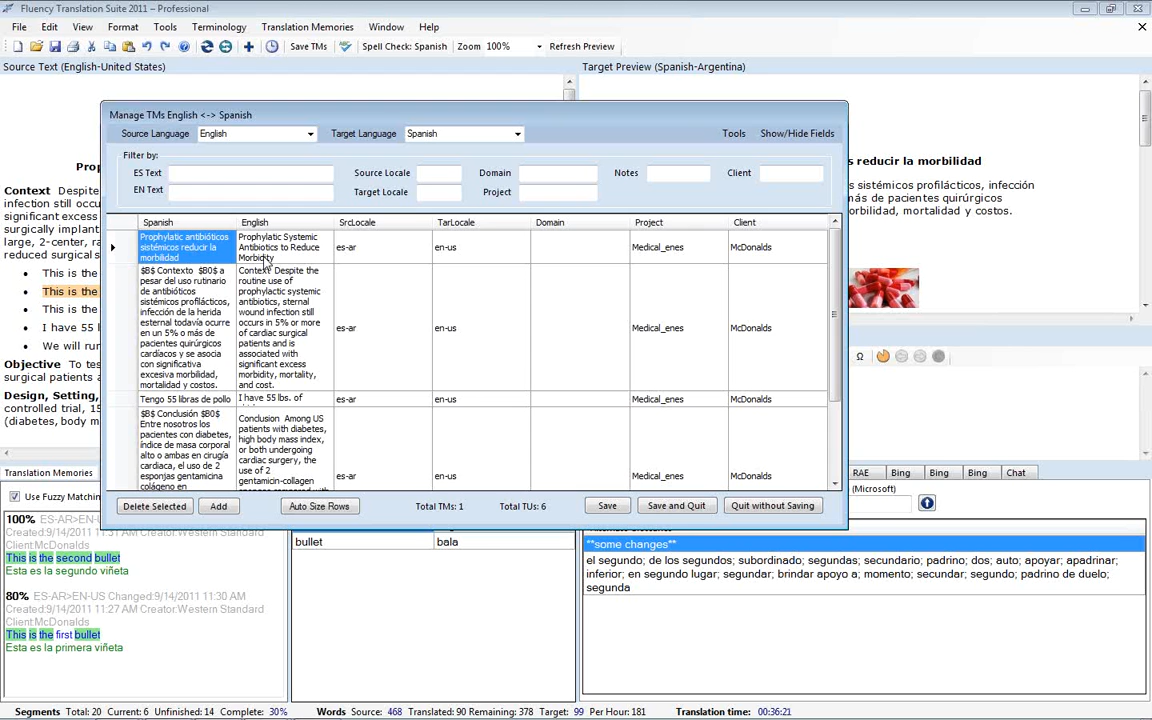 Fluency Translation Suite 2011 – Professional
File Edit View Format Tools Terminology Translation Memories Window Help
Save TMs Spell Check: Spanish Zoom 100% Refresh Preview
Source Text (English-United States)
Target Preview (Spanish-Argentina)
Manage TMs English <-> Spanish
Source Language English Target Language Spanish Tools Show/Hide Fields
Filter by:
ES Text Source Locale Domain Notes Client
EN Text Target Locale Project
Spanish English SrcLocale TarLocale Domain Project Client
Prophylatic antibióticos
sistémicos reducir la
morbilidad
Prophylatic Systemic
Antibiotics to Reduce
Morbidity
es-ar en-us Medical_enes McDonalds
$B$ Contexto $B0$ a
pesar del uso rutinario
de antibióticos
sistémicos profilácticos,
infección de la herida
esternal todavía ocurre
en un 5% o más de
pacientes quirúrgicos
cardíacos y se asocia
con significativa
excesiva morbilidad,
mortalidad y costos.
Context Despite the
routine use of
prophylactic systemic
antibiotics, sternal
wound infection still
occurs in 5% or more
of cardiac surgical
patients and is
associated with
significant excess
morbidity, mortality,
and cost.
es-ar en-us Medical_enes McDonalds
Tengo 55 libras de pollo
I have 55 lbs. of
es-ar en-us Medical_enes McDonalds
$B$ Conclusión $B0$
Entre nosotros los
pacientes con diabetes,
índice de masa corporal
alto o ambas en cirugía
cardiaca, el uso de 2
esponjas gentamicina
colágeno en
Conclusion Among US
patients with diabetes,
high body mass index,
or both undergoing
cardiac surgery, the
use of 2
gentamicin-collagen
es-ar en-us Medical_enes McDonalds
Delete Selected Add Auto Size Rows Total TMs: 1 Total TUs: 6 Save Save and Quit Quit without Saving
Context Despite
infection still occur
significant excess
surgically implant
large, 2-center, ra
reduced surgical s
This is the
This is the
This is the
I have 55 l
We will run
Objective To tes
surgical patients a
Design, Setting,
controlled trial, 15
(diabetes, body m
reducir la morbilidad
s sistémicos profilácticos, infección
más de pacientes quirúrgicos
orbilidad, mortalidad y costos.
Ω
Translation Memories
Use Fuzzy Matchin
100% ES-AR>EN-U
Created:9/14/2011 11:31
Client:McDonalds
This is the second bullet
Esta es la segundo viñeta
80% ES-AR>EN-US Changed:9/14/2011 11:30 AM
Created:9/14/2011 11:27 AM Creator:Western Standard
Client:McDonalds
This is the first bullet
Esta es la primera viñeta
bullet bala
RAE Bing Bing Bing Chat
(Microsoft)
**some changes**
el segundo; de los segundos; subordinado; segundas; secundario; padrino; dos; auto; apoyar; apadrinar;
inferior; en segundo lugar; segundar; brindar apoyo a; momento; secundar; segundo; padrino de duelo;
segunda
Segments Total: 20 Current: 6 Unfinished: 14 Complete: 30% Words Source: 468 Translated: 90 Remaining: 378 Target: 99 Per Hour: 181 Translation time: 00:36:21